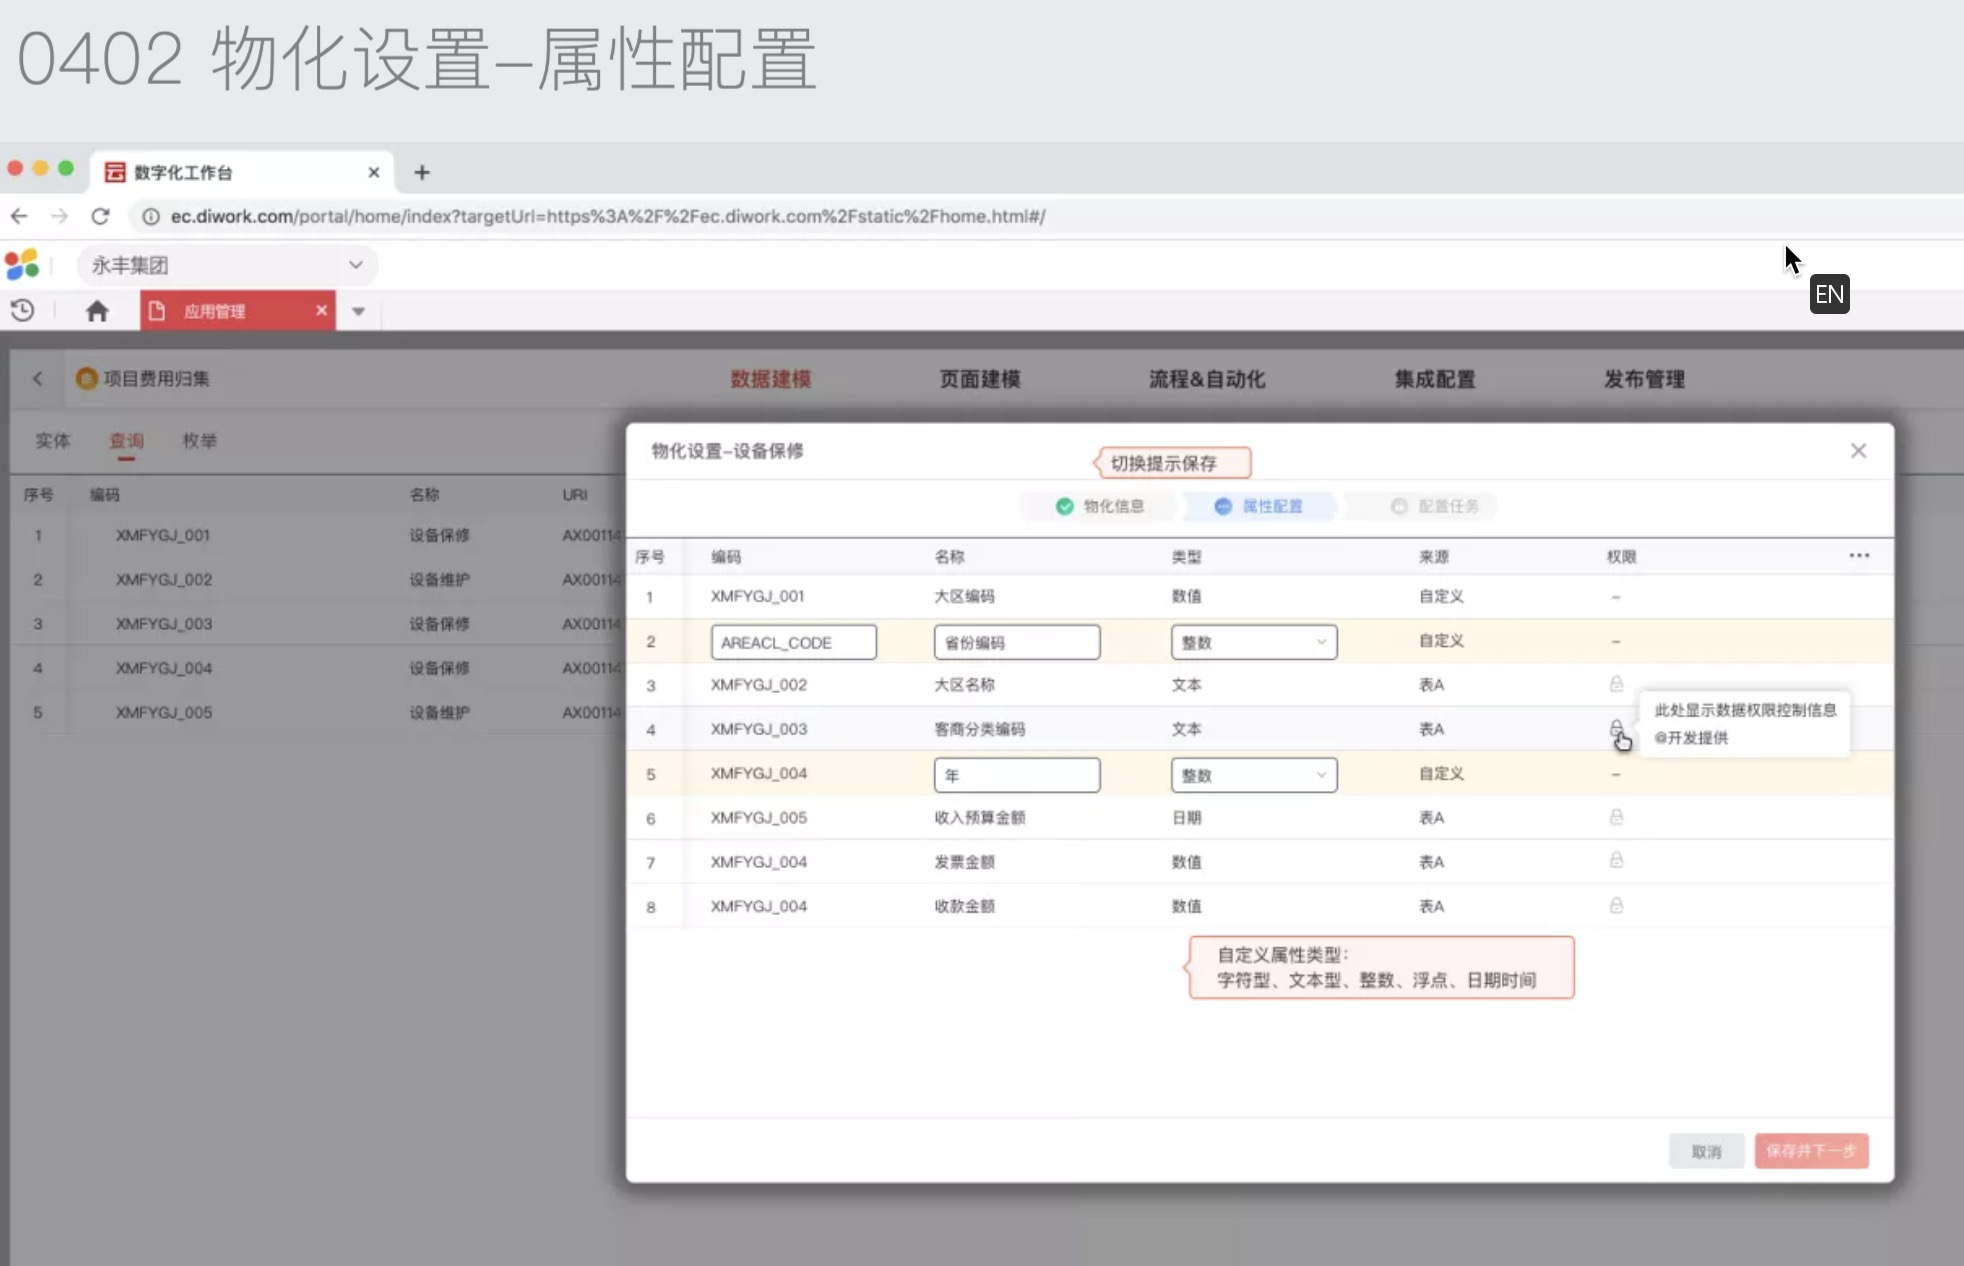 0402 物化设置-属性配置
数字化工作台
ec.diwork.com/portal/home/index?targetUrl=https%3A%2F%2Fec.diwork.com%2Fstatic%2Fhome.html#/
永丰集团
EN
应用管理
项目费用归集 数据建模 页面建模 流程&自动化 集成配置 发布管理
实体 查询 枚举
序号 编码 名称 URI
1 XMFYGJ_001 设备保修 AX00114
2 XMFYGJ_002 设备维护 AX00114
3 XMFYGJ_003 设备保修 AX00114
4 XMFYGJ_004 设备保修 AX00114
5 XMFYGJ_005 设备维护 AX00114
物化设置-设备保修
切换提示保存
物化信息 属性配置 配置任务
序号 编码 名称 类型 来源 权限 ···
1 XMFYGJ_001 大区编码 数值 自定义 -
2 AREACL_CODE 省份编码 整数 自定义 -
3 XMFYGJ_002 大区名称 文本 表A
4 XMFYGJ_003 客商分类编码 文本 表A
此处显示数据权限控制信息
@开发提供
5 XMFYGJ_004 年 整数 自定义 -
6 XMFYGJ_005 收入预算金额 日期 表A
7 XMFYGJ_004 发票金额 数值 表A
8 XMFYGJ_004 收款金额 数值 表A
自定义属性类型：
字符型、文本型、整数、浮点、日期时间
取消 保存并下一步